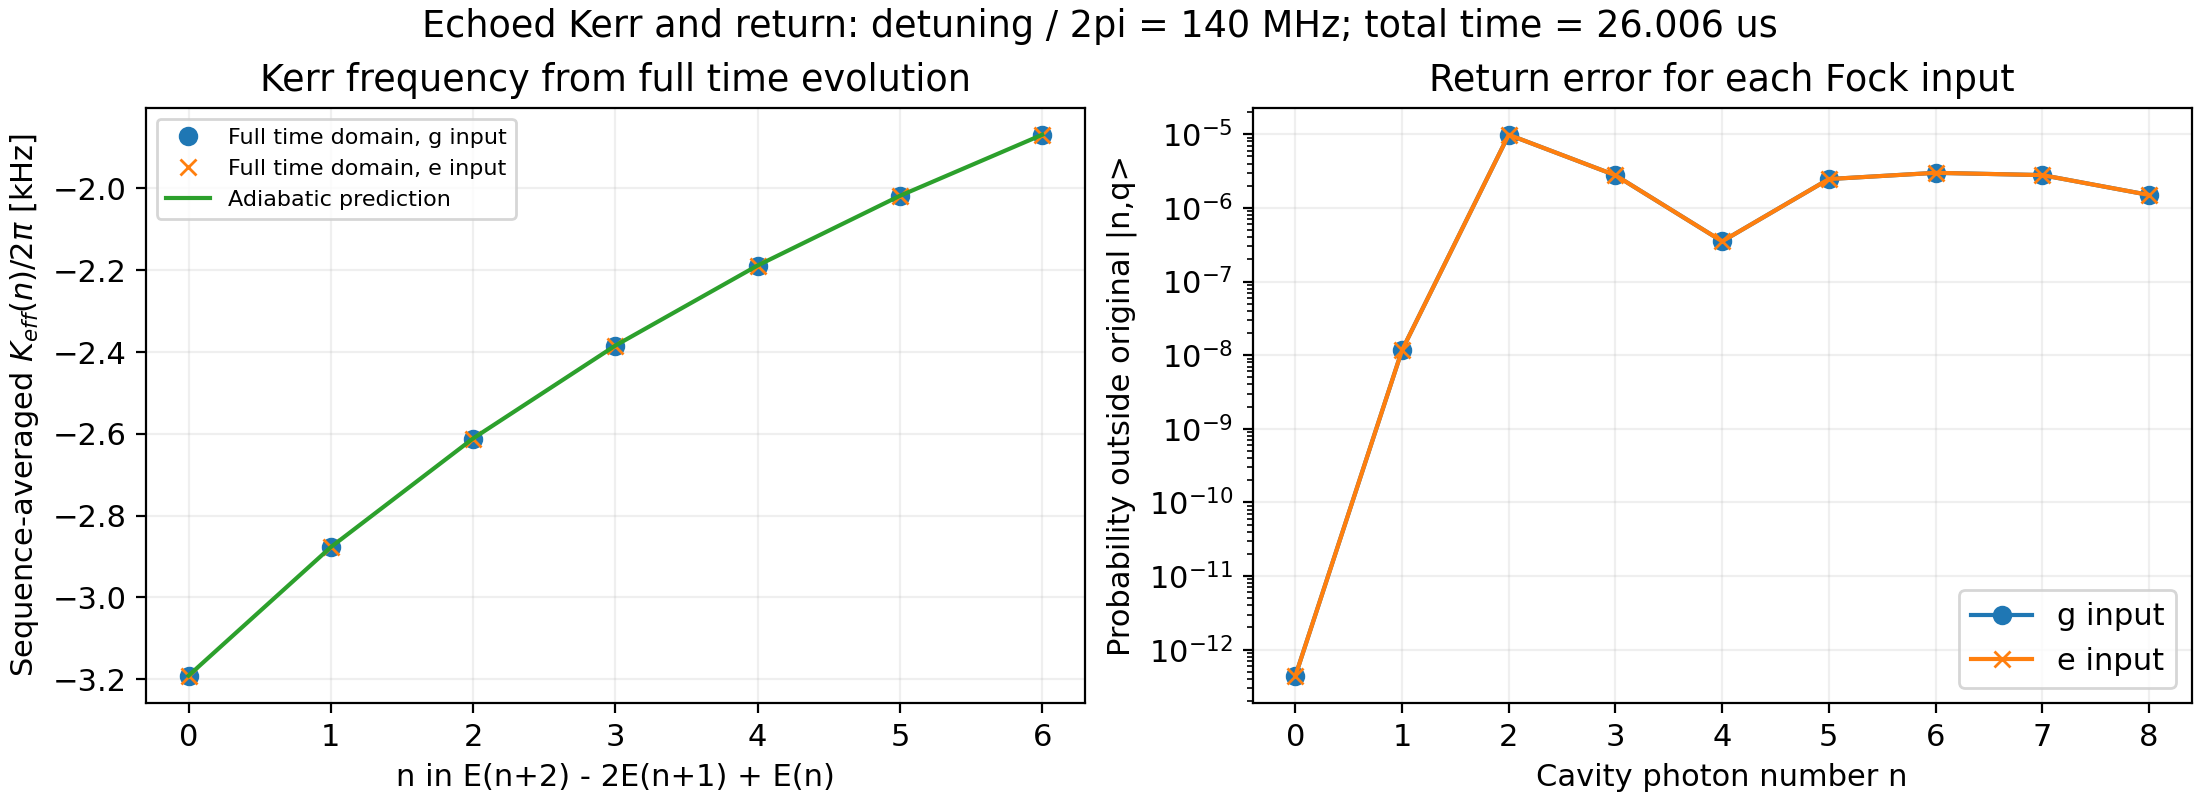 Echoed Kerr and return: detuning / 2pi = 140 MHz; total time = 26.006 us
Kerr frequency from full time evolution
Sequence-averaged K_eff(n)/2π [kHz]
Full time domain, g input
Full time domain, e input
Adiabatic prediction
−2.0
−2.2
−2.4
−2.6
−2.8
−3.0
−3.2
0 1 2 3 4 5 6
n in E(n+2) - 2E(n+1) + E(n)
Return error for each Fock input
Probability outside original |n,q>
10⁻⁵
10⁻⁶
10⁻⁷
10⁻⁸
10⁻⁹
10⁻¹⁰
10⁻¹¹
10⁻¹²
g input
e input
0 1 2 3 4 5 6 7 8
Cavity photon number n